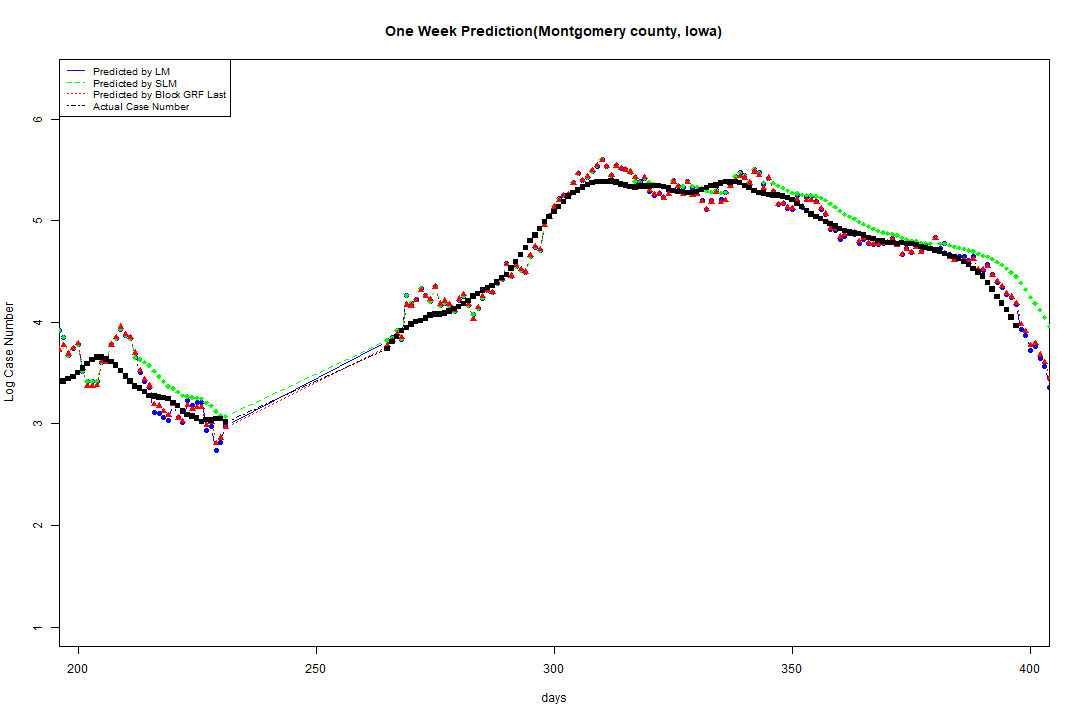 One Week Prediction(Montgomery county, Iowa)
Predicted by LM
Predicted by SLM
Predicted by Block GRF Last
Actual Case Number
Log Case Number
6
5
4
3
2
1
200 250 300 350 400
days